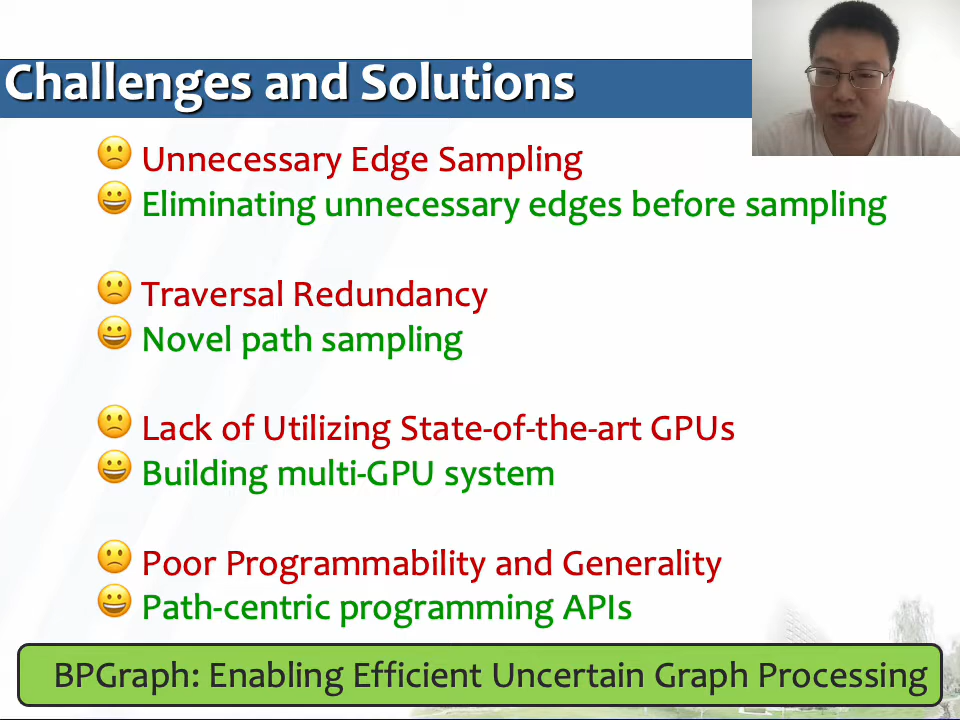 Challenges and Solutions
Unnecessary Edge Sampling
Eliminating unnecessary edges before sampling
Traversal Redundancy
Novel path sampling
Lack of Utilizing State-of-the-art GPUs
Building multi-GPU system
Poor Programmability and Generality
Path-centric programming APIs
BPGraph: Enabling Efficient Uncertain Graph Processing